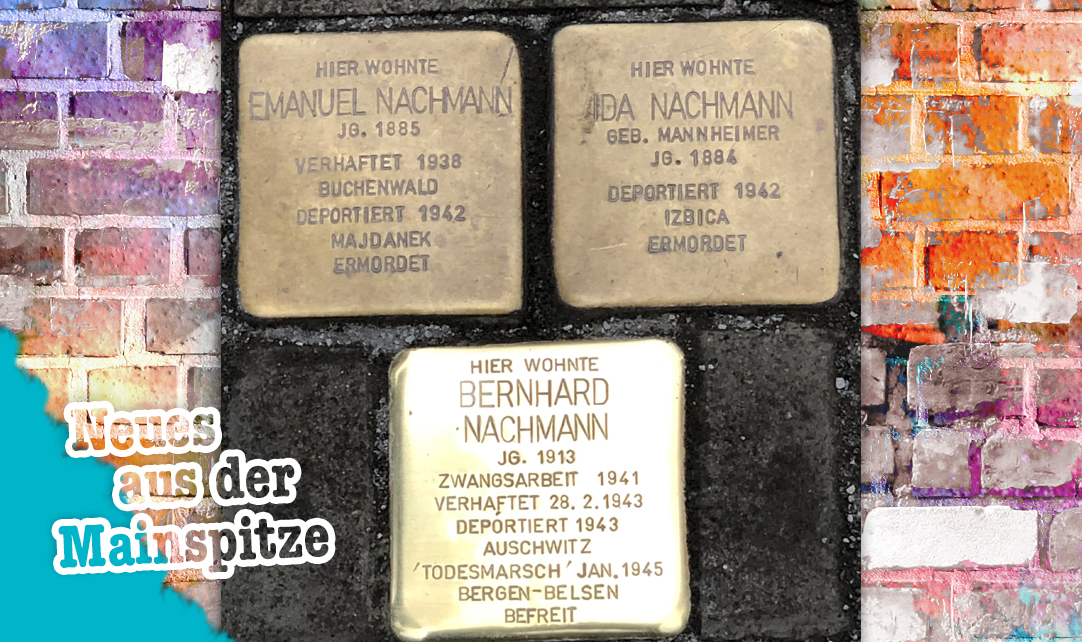 HIER WOHNTE
EMANUEL NACHMANN
JG. 1885
VERHAFTET 1938
BUCHENWALD
DEPORTIERT 1942
MAJDANEK
ERMORDET
HIER WOHNTE
IDA NACHMANN
GEB. MANNHEIMER
JG. 1884
DEPORTIERT 1942
IZBICA
ERMORDET
HIER WOHNTE
BERNHARD
NACHMANN
JG. 1913
ZWANGSARBEIT 1941
VERHAFTET 28.2.1943
DEPORTIERT 1943
AUSCHWITZ
'TODESMARSCH' JAN. 1945
BERGEN-BELSEN
BEFREIT
Neues
aus der
Mainspitze